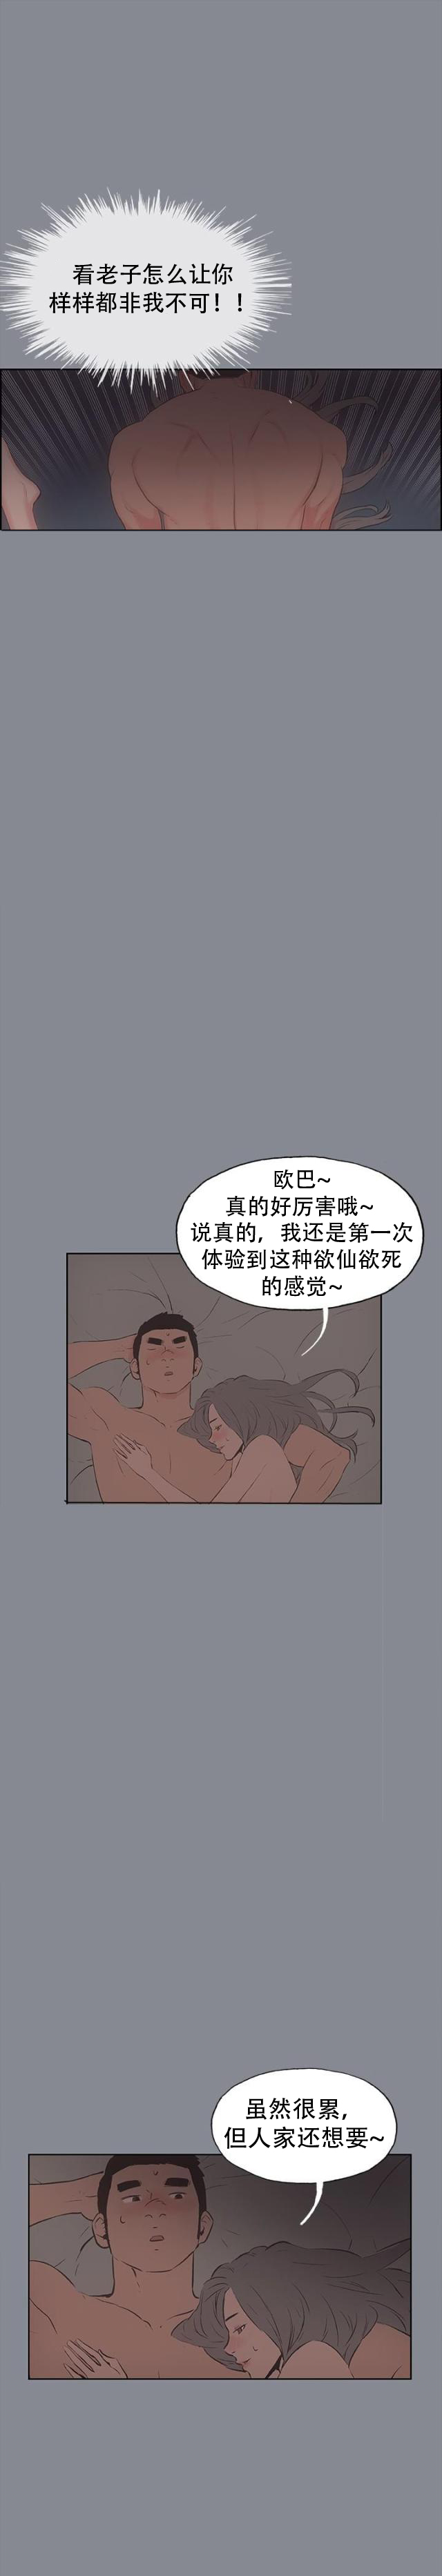 看老子怎么让你
样样都非我不可！！
欧巴~
真的好厉害哦~
说真的，我还是第一次
体验到这种欲仙欲死
的感觉~
虽然很累，
但人家还想要~